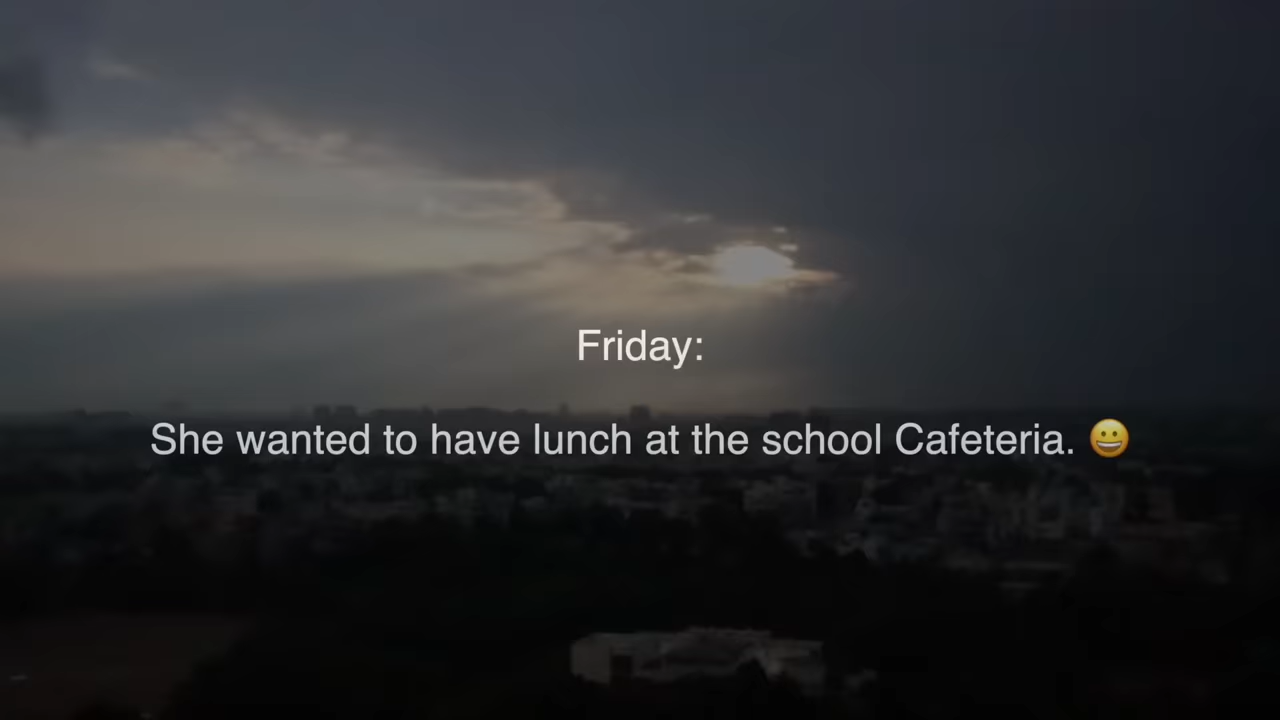 Friday:
She wanted to have lunch at the school Cafeteria. 😀